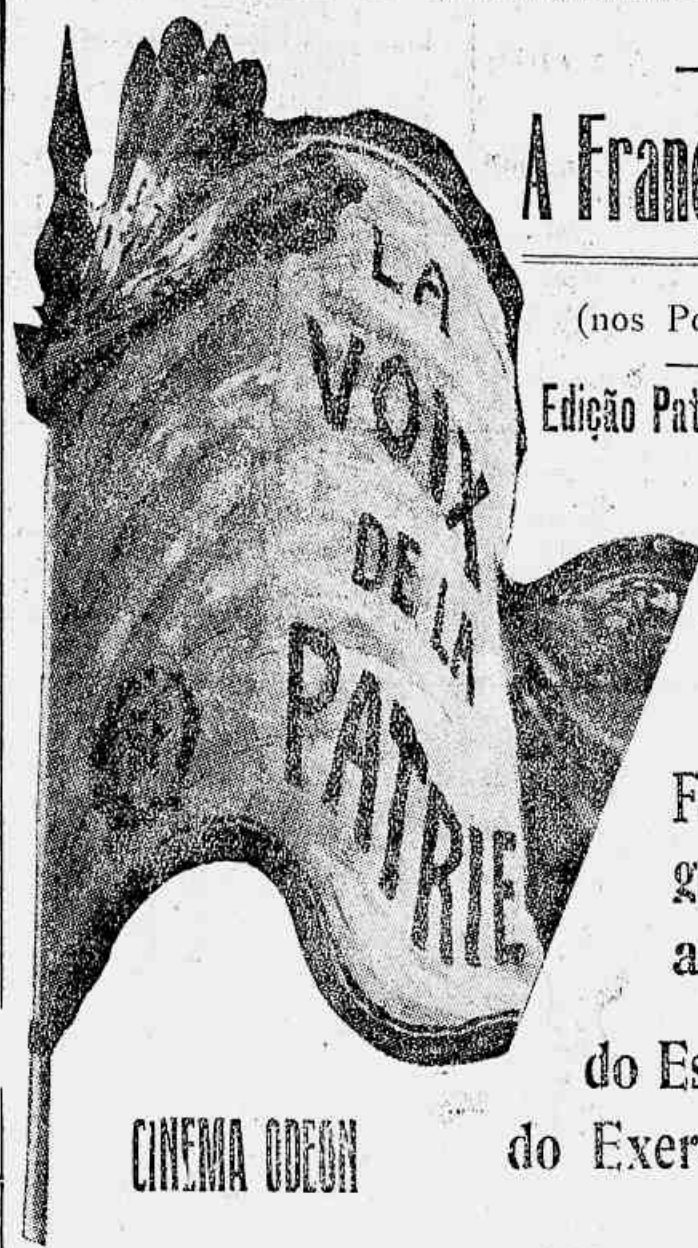 LA
VOIX
DE LA
PATRIE
A Franc
(nos Po
Edição Pat
F
g
a
do Es
do Exer
CINEMA ODEON